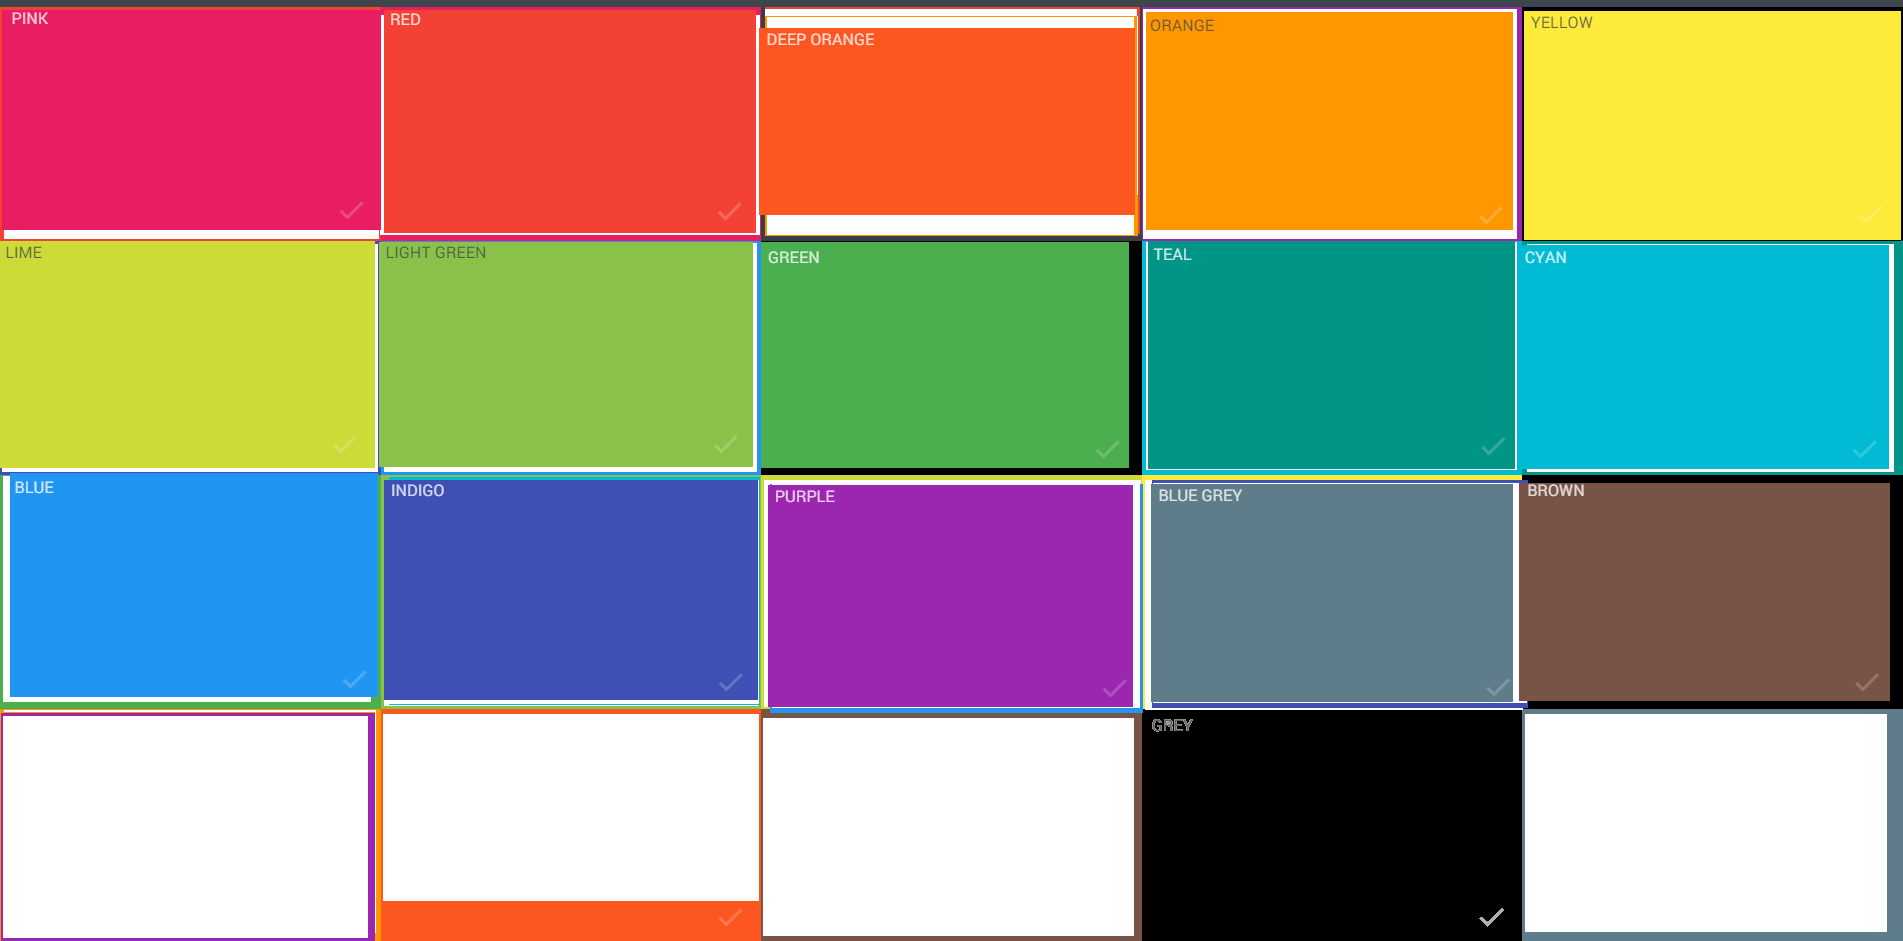 PINK
RED
DEEP ORANGE
ORANGE
YELLOW
LIME
LIGHT GREEN
GREEN
TEAL
CYAN
BLUE
INDIGO
PURPLE
BLUE GREY
BROWN
GREY